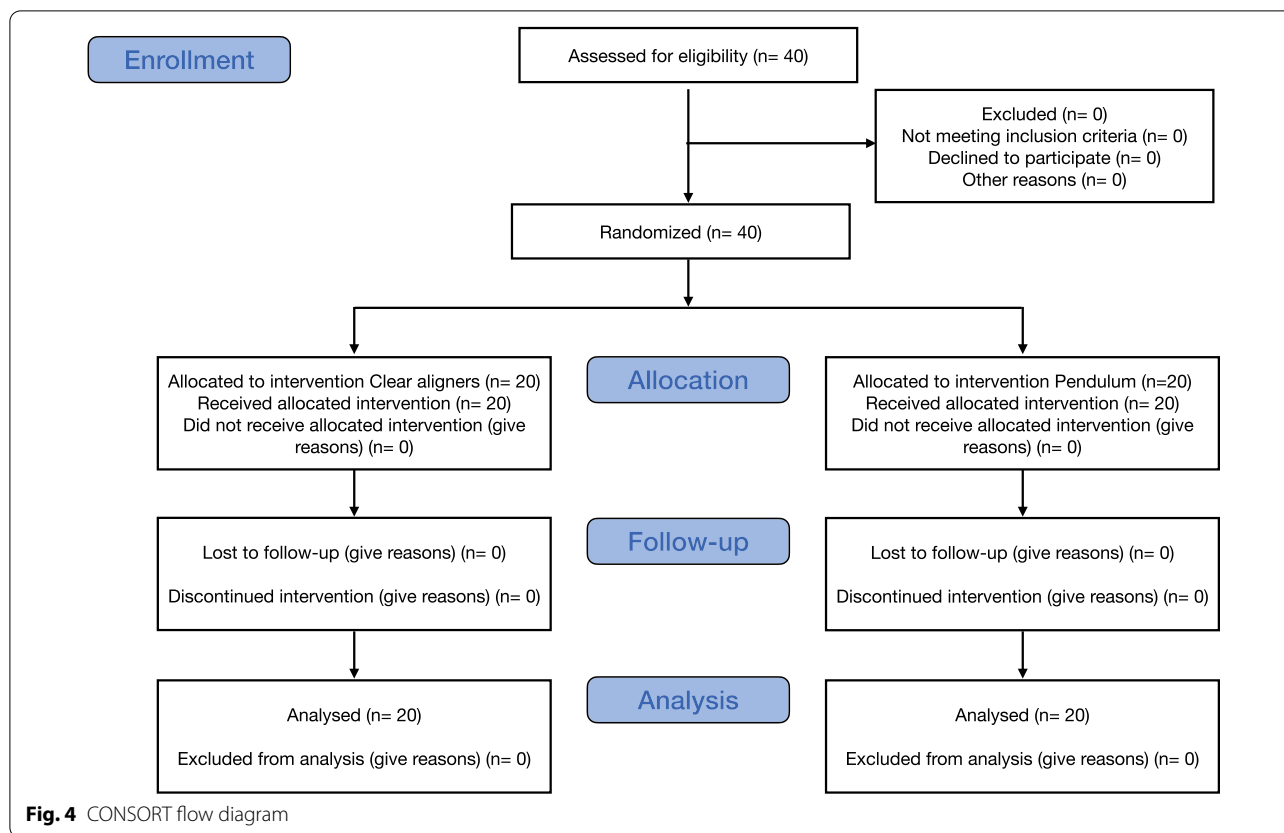 Enrollment
Assessed for eligibility (n= 40)
Excluded (n= 0)
Not meeting inclusion criteria (n= 0)
Declined to participate (n= 0)
Other reasons (n= 0)
Randomized (n= 40)
Allocation
Allocated to intervention Clear aligners (n= 20)
Received allocated intervention (n= 20)
Did not receive allocated intervention (give
reasons) (n= 0)
Allocated to intervention Pendulum (n=20)
Received allocated intervention (n= 20)
Did not receive allocated intervention (give
reasons) (n= 0)
Follow-up
Lost to follow-up (give reasons) (n= 0)
Discontinued intervention (give reasons) (n= 0)
Lost to follow-up (give reasons) (n= 0)
Discontinued intervention (give reasons) (n= 0)
Analysis
Analysed (n= 20)
Excluded from analysis (give reasons) (n= 0)
Analysed (n= 20)
Excluded from analysis (give reasons) (n= 0)
Fig. 4 CONSORT flow diagram